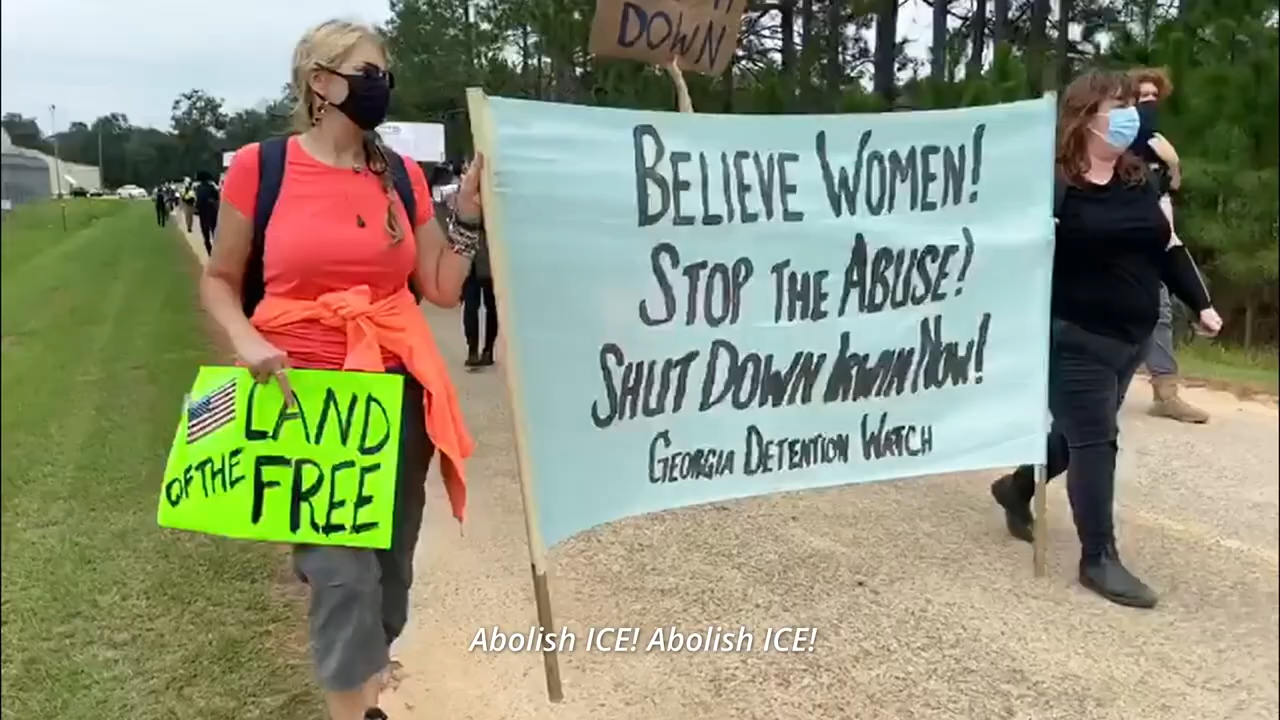 DOWN
BELIEVE WOMEN!
STOP THE ABUSE!
SHUT DOWN IRWIN NOW!
GEORGIA DETENTION WATCH
LAND
OF THE FREE
Abolish ICE! Abolish ICE!